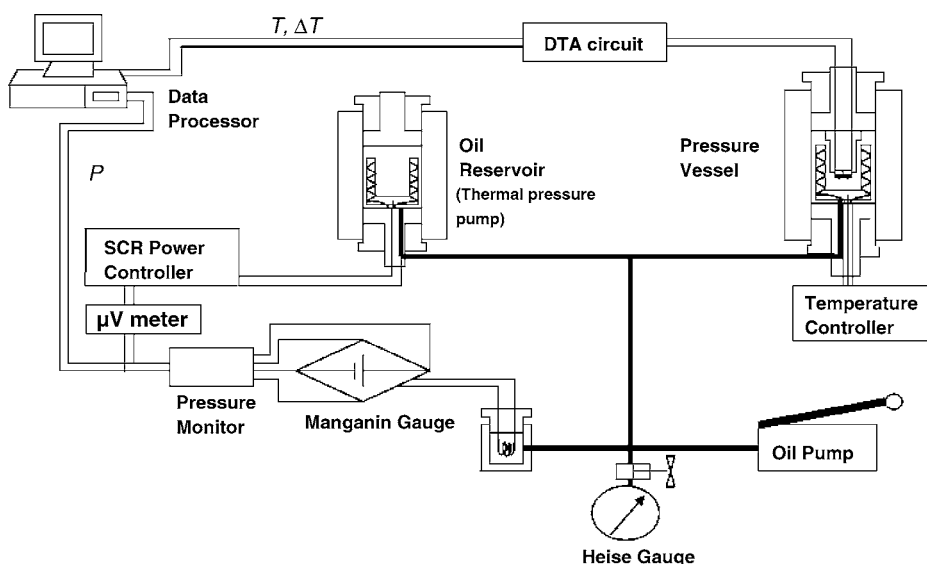 T, ΔT
DTA circuit
Data
Processor
Oil
Reservoir
(Thermal pressure
pump)
Pressure
Vessel
P
SCR Power
Controller
µV meter
Temperature
Controller
Pressure
Monitor
Manganin Gauge
Oil Pump
Heise Gauge